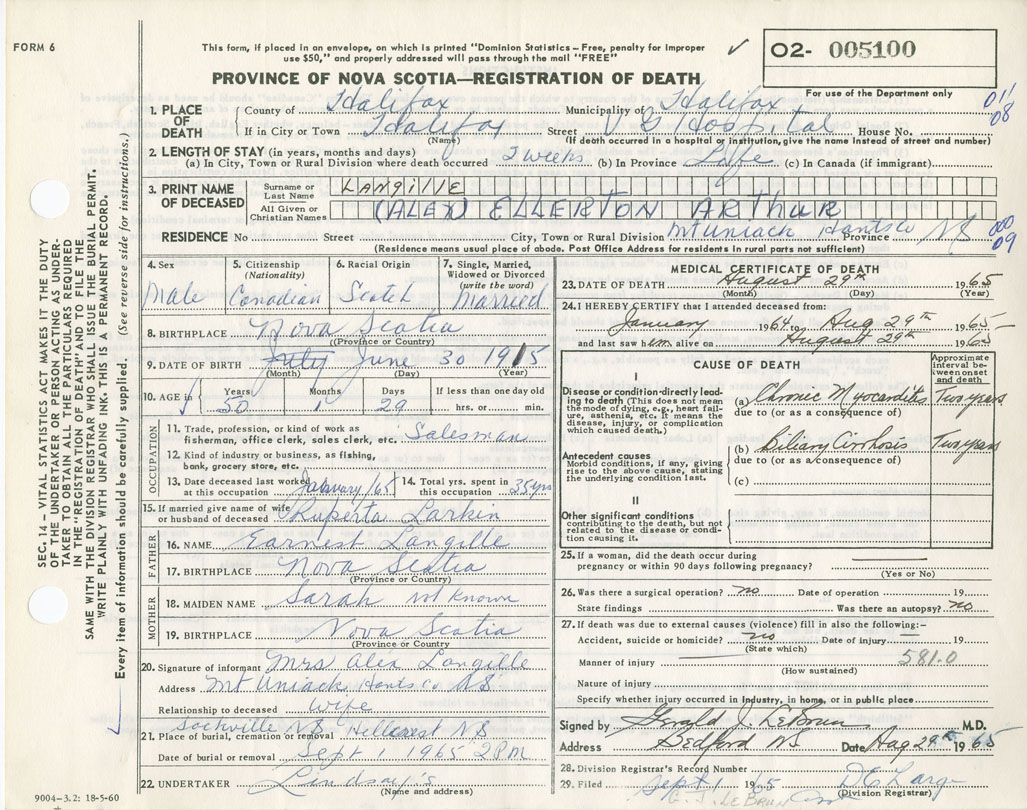 FORM 6
This form, if placed in an envelope, on which is printed "Dominion Statistics – Free, penalty for improper
use $50," and properly addressed will pass through the mail "FREE"
✓ O2- 005100
PROVINCE OF NOVA SCOTIA—REGISTRATION OF DEATH
For use of the Department only
1. PLACE OF DEATH { County of Halifax Municipality of Halifax 011
If in City or Town Halifax Street V G Hospital House No. 08
(Name) (If death occurred in a hospital or institution, give the name instead of street and number)
2. LENGTH OF STAY (in years, months and days)
(a) In City, Town or Rural Division where death occurred 2 weeks (b) In Province Life (c) In Canada (if immigrant)
3. PRINT NAME OF DECEASED { Surname or Last Name LANGILLE
All Given or Christian Names (ALEX) ELLERTON ARTHUR
RESIDENCE No Street City, Town or Rural Division Mt Uniack Hants Co Province NS 000
(Residence means usual place of abode. Post Office Address for residents in rural parts not sufficient) 09
4. Sex Male
5. Citizenship (Nationality) Canadian
6. Racial Origin Scotch
7. Single, Married, Widowed or Divorced (write the word) Married
8. BIRTHPLACE Nova Scotia
(Province or Country)
9. DATE OF BIRTH July June 30 1915
(Month) (Day) (Year)
10. AGE in { Years 50 Months 1 Days 29 If less than one day old hrs. or min.
OCCUPATION
11. Trade, profession, or kind of work as
fisherman, office clerk, sales clerk, etc. Salesman
12. Kind of industry or business, as fishing,
bank, grocery store, etc.
13. Date deceased last worked at this occupation February/65
14. Total yrs. spent in this occupation 35 yrs
15. If married give name of wife
or husband of deceased Ruperta Larkin
FATHER
16. NAME Earnest Langille
17. BIRTHPLACE Nova Scotia
(Province or Country)
MOTHER
18. MAIDEN NAME Sarah not Known
19. BIRTHPLACE Nova Scotia
(Province or Country)
20. Signature of informant Mrs Alex Langille
Address Mt Uniack Hants Co NS
Relationship to deceased Wife
Sackville NS Hillcrest NS
21. Place of burial, cremation or removal
Date of burial or removal Sept 1 1965 2 PM
22. UNDERTAKER Lindsay's
(Name and address)
9004—3.2: 18-5-60
MEDICAL CERTIFICATE OF DEATH
23. DATE OF DEATH August 29th 1965
(Month) (Day) (Year)
24. I HEREBY CERTIFY that I attended deceased from:
January 1964 to Aug 29th 1965
and last saw him alive on August 29th 1965
CAUSE OF DEATH
Approximate interval between onset and death
I
Disease or condition directly leading to death (This does not mean the mode of dying, e.g., heart failure, asthenia, etc. It means the disease, injury, or complication which caused death.)
(a) Chronic Myocarditis Two years
due to (or as a consequence of)
Antecedent causes
Morbid conditions, if any, giving rise to the above cause, stating the underlying condition last.
(b) Biliary Cirrhosis Two years
due to (or as a consequence of)
(c)
II
Other significant conditions
contributing to the death, but not related to the disease or condition causing it.
25. If a woman, did the death occur during
pregnancy or within 90 days following pregnancy?
(Yes or No)
26. Was there a surgical operation? no Date of operation 19
State findings Was there an autopsy? no
27. If death was due to external causes (violence) fill in also the following:–
Accident, suicide or homicide? no Date of injury 19
(State which)
Manner of injury 581.0
(How sustained)
Nature of injury
Specify whether injury occurred in industry, in home, or in public place
Signed by Gerald J. LeBrun M.D.
Address Bedford NS Date Aug 29th 1965
28. Division Registrar's Record Number
29. Filed Sept 1 1965
(Division Registrar)
G. J. LeBrun
SEC. 14 – VITAL STATISTICS ACT MAKES IT THE DUTY
OF THE UNDERTAKER OR PERSON ACTING AS UNDER-
TAKER TO OBTAIN ALL THE PARTICULARS REQUIRED
IN THE "REGISTRATION OF DEATH" AND TO FILE THE
SAME WITH THE DIVISION REGISTRAR WHO SHALL ISSUE THE BURIAL PERMIT.
WRITE PLAINLY WITH UNFADING INK. THIS IS A PERMANENT RECORD.
Every item of information should be carefully supplied. (See reverse side for instructions.)